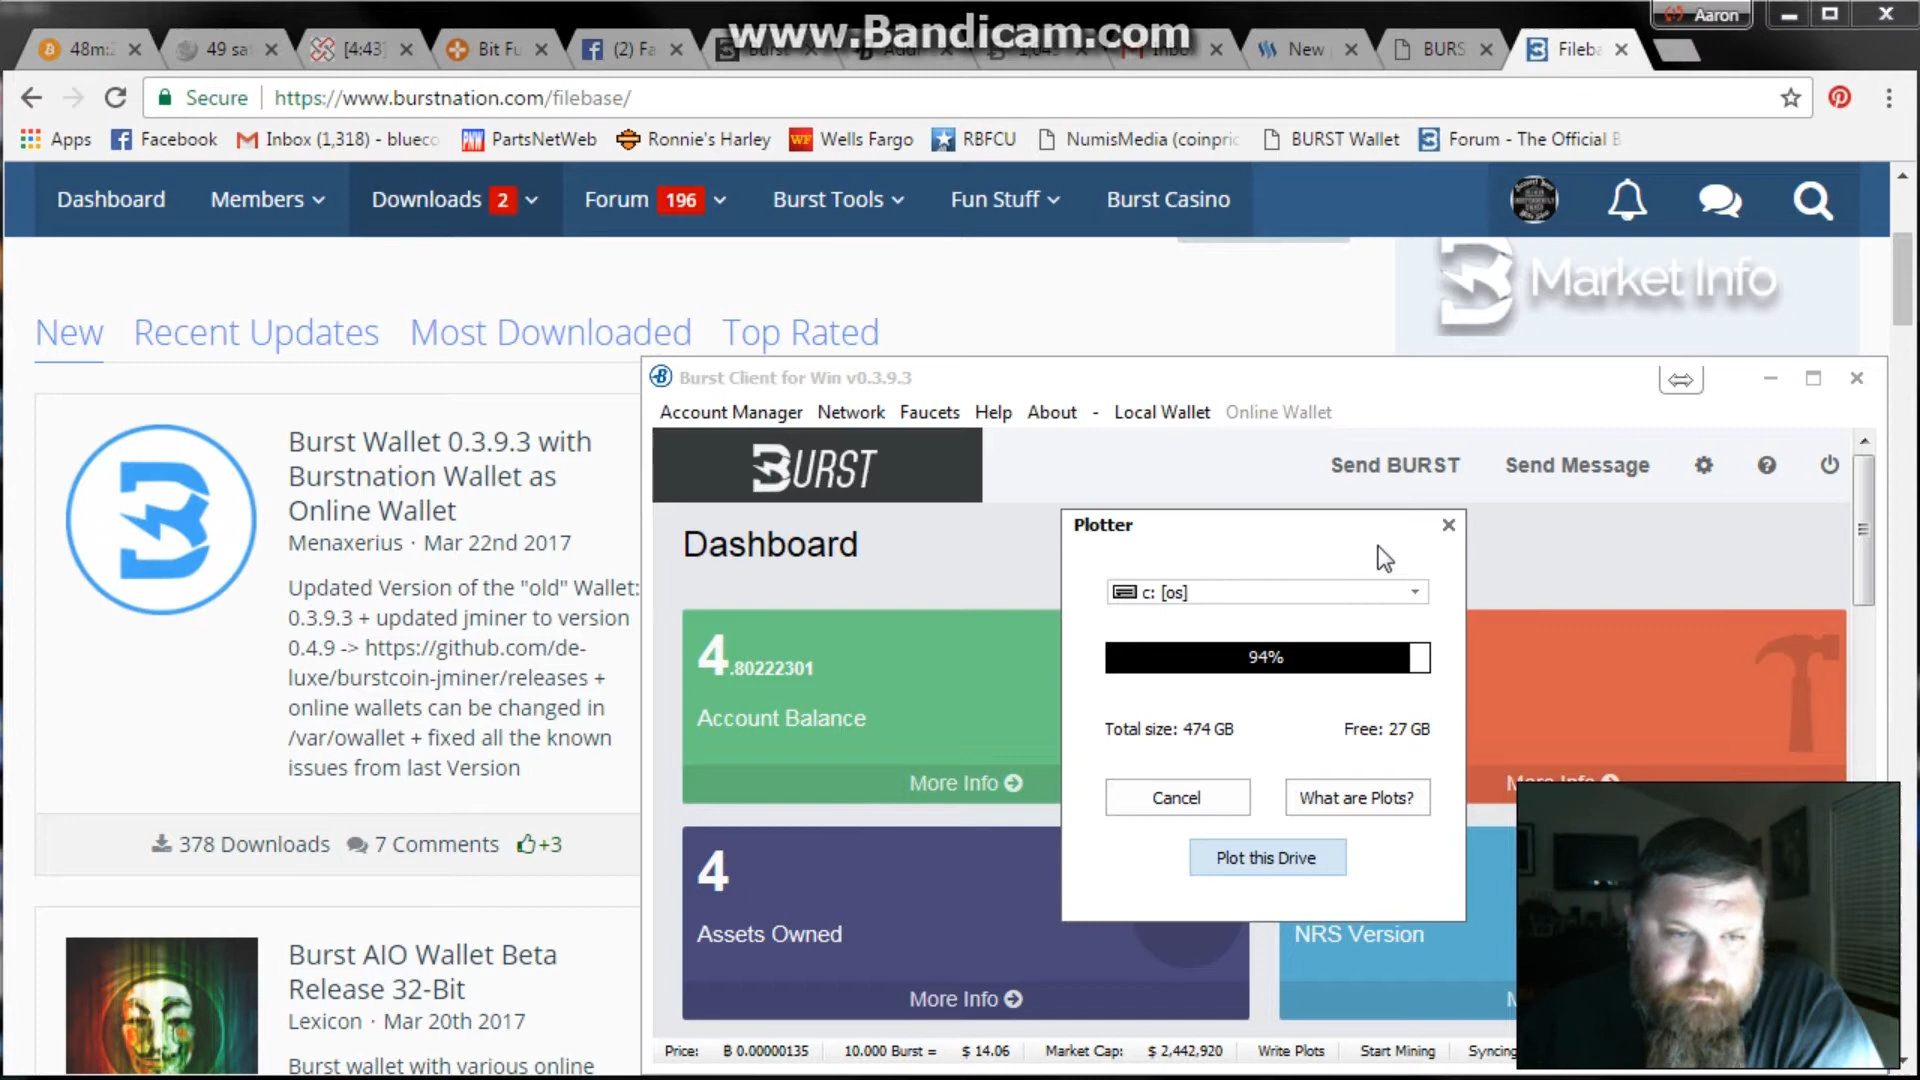 www.Bandicam.com
Aaron
48m:2
49 sa
[4:43]
Bit Fu
(2) Fa
New
BURS
Fileba
Secure
https://www.burstnation.com/filebase/
Apps
Facebook
Inbox (1,318) - blueco
PartsNetWeb
Ronnie's Harley
Wells Fargo
RBFCU
NumisMedia (coinpric
BURST Wallet
Forum - The Official B
Dashboard
Members
Downloads 2
Forum 196
Burst Tools
Fun Stuff
Burst Casino
Market Info
New
Recent Updates
Most Downloaded
Top Rated
Burst Wallet 0.3.9.3 with
Burstnation Wallet as
Online Wallet
Menaxerius · Mar 22nd 2017
Updated Version of the "old" Wallet:
0.3.9.3 + updated jminer to version
0.4.9 -> https://github.com/de-
luxe/burstcoin-jminer/releases +
online wallets can be changed in
/var/owallet + fixed all the known
issues from last Version
378 Downloads
7 Comments
+3
Burst AIO Wallet Beta
Release 32-Bit
Lexicon · Mar 20th 2017
Burst wallet with various online
Burst Client for Win v0.3.9.3
Account Manager
Network
Faucets
Help
About
-
Local Wallet
Online Wallet
BURST
Send BURST
Send Message
Dashboard
4.80222301
Account Balance
More Info
More Info
4
Assets Owned
More Info
NRS Version
Plotter
c: [os]
94%
Total size: 474 GB
Free: 27 GB
Cancel
What are Plots?
Plot this Drive
Price:
B 0.00000135
10.000 Burst =
$ 14.06
Market Cap:
$ 2,442,920
Write Plots
Start Mining
Syncing